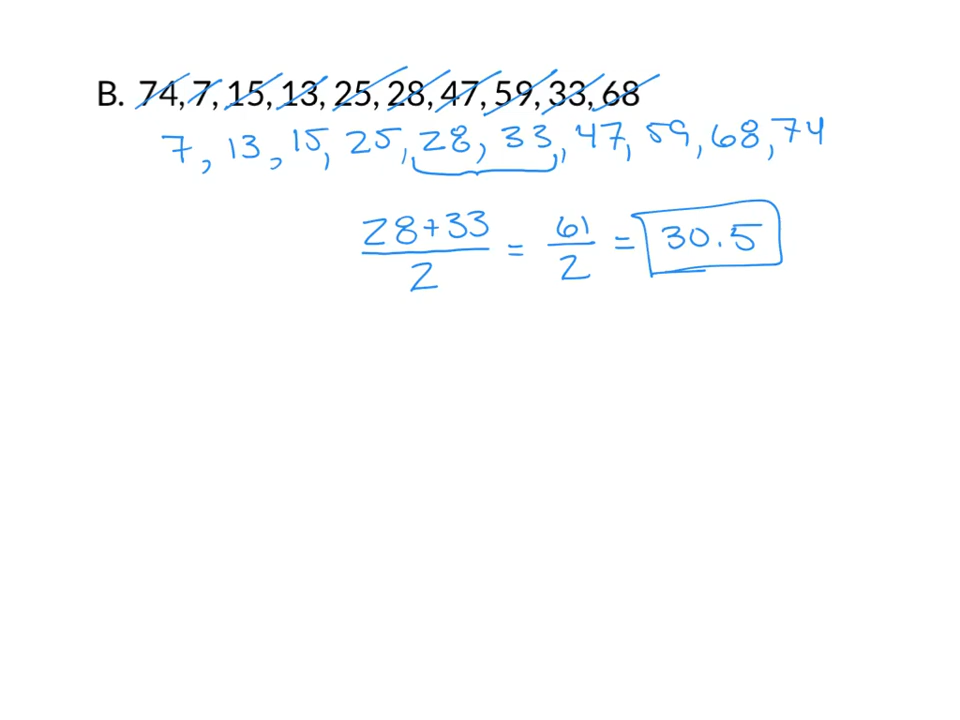 B. 74, 7, 15, 13, 25, 28, 47, 59, 33, 68
7, 13, 15, 25, 28, 33, 47, 59, 68, 74
28+33/2 = 61/2 = 30.5